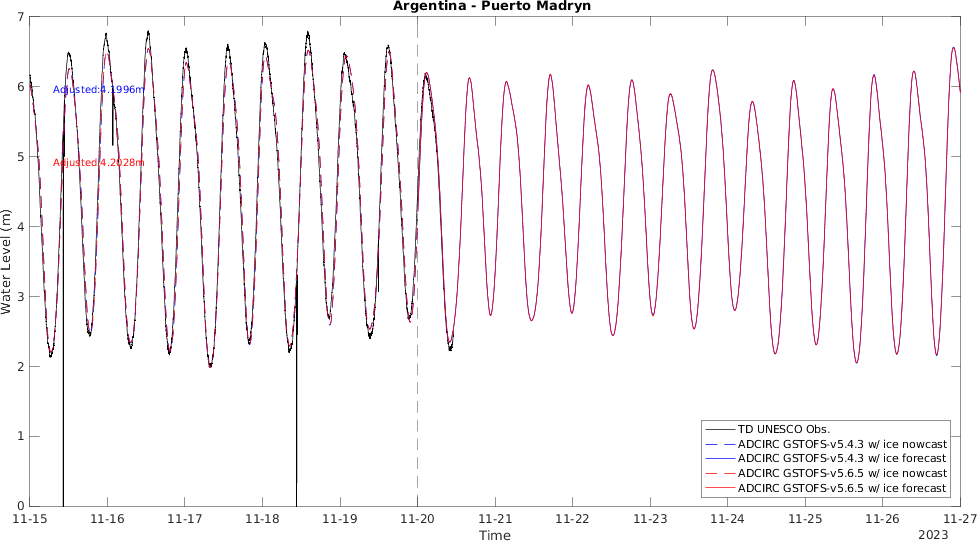 Argentina - Puerto Madryn
7
6
5
4
3
2
1
0
Water Level (m)
Adjusted:4.1996m
Adjusted:4.2028m
TD UNESCO Obs.
ADCIRC GSTOFS-v5.4.3 w/ ice nowcast
ADCIRC GSTOFS-v5.4.3 w/ ice forecast
ADCIRC GSTOFS-v5.6.5 w/ ice nowcast
ADCIRC GSTOFS-v5.6.5 w/ ice forecast
11-15 11-16 11-17 11-18 11-19 11-20 11-21 11-22 11-23 11-24 11-25 11-26 11-27
Time
2023